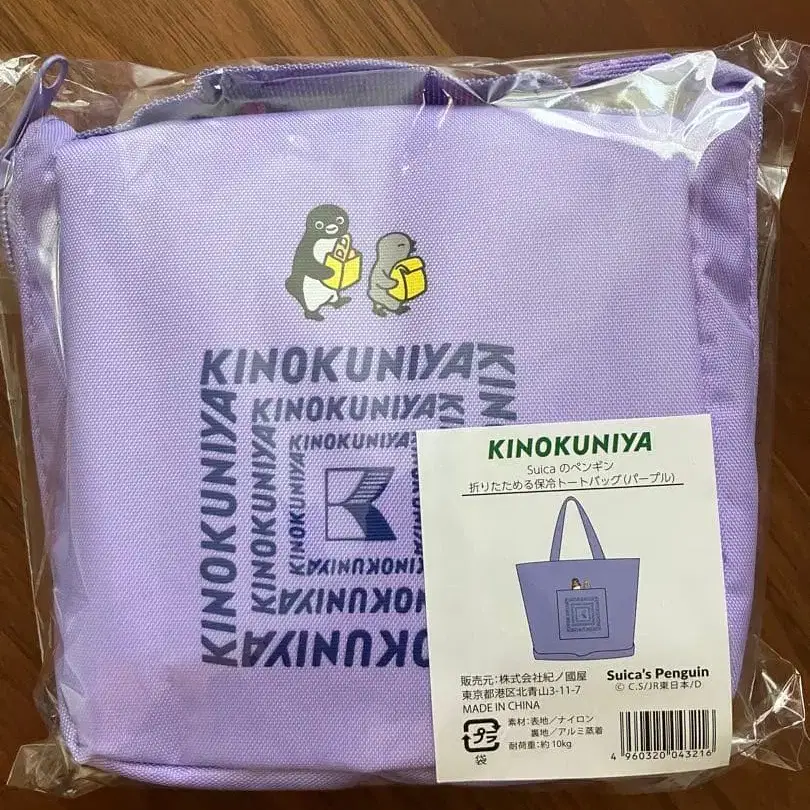 KINOKUNIYA KIN
KINOKUNIYA
KINOKUNIYA
KINOKUNIYA
KINOKUNIYA
KINOKUNIYA
KINOKUNIYA
KINOKUNIYA
KINOKUNIYA
Suica のペンギン
折りたためる保冷トートバッグ(パープル)
販売元:株式会社紀ノ國屋
東京都港区北青山3-11-7
MADE IN CHINA
Suica's Penguin
© C.S/JR東日本/D
プラ
袋
素材:表地/ナイロン
裏地/アルミ蒸着
耐荷重:約10kg
4 960320 043216